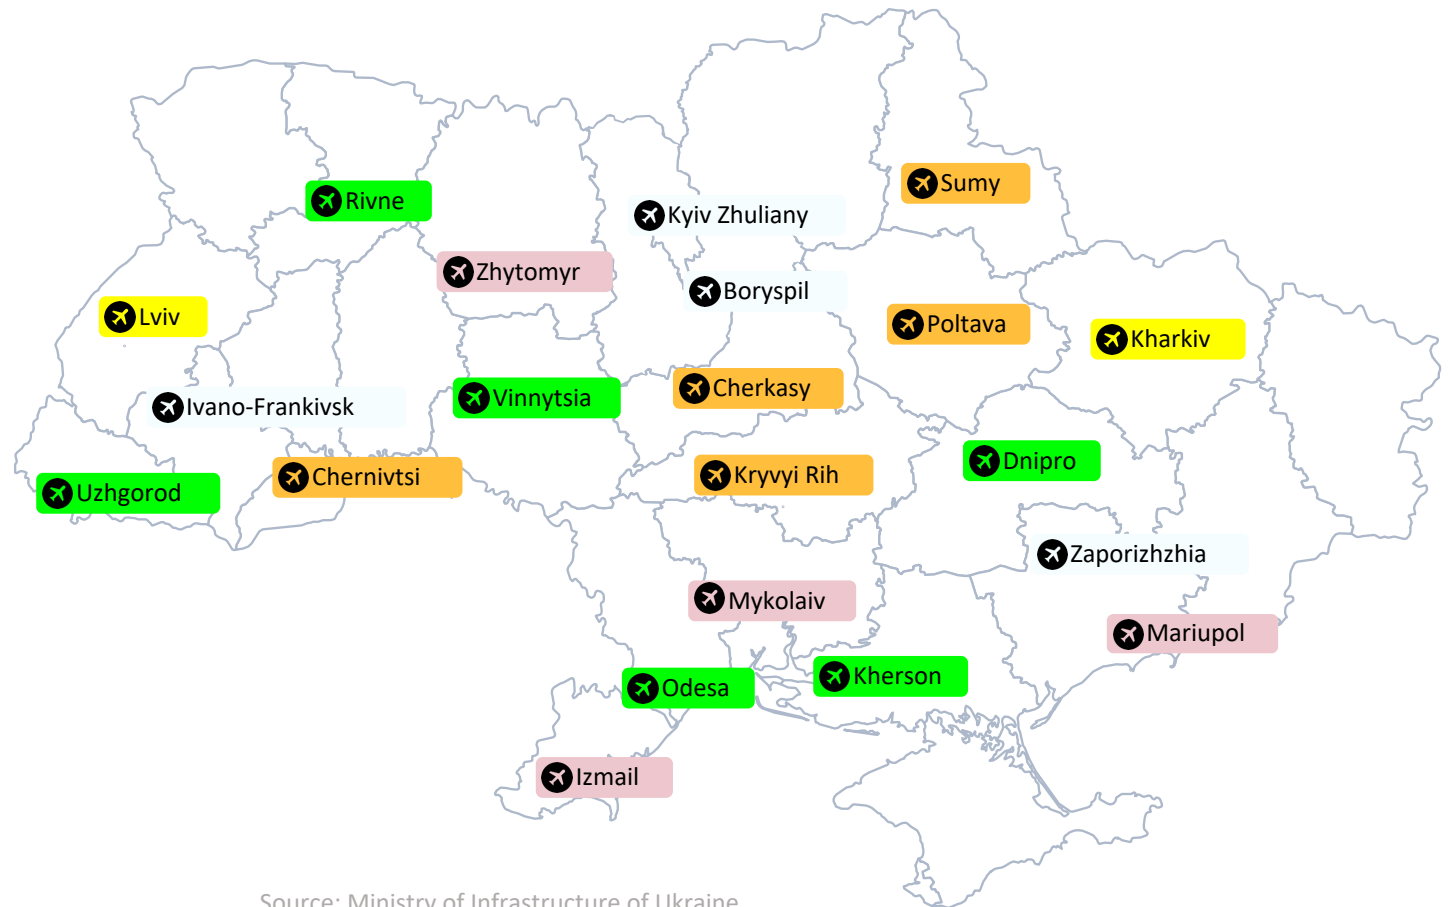 Sumy
Rivne
Kyiv Zhuliany
Zhytomyr
Boryspil
Lviv
Poltava
Kharkiv
Cherkasy
Vinnytsia
Ivano-Frankivsk
Dnipro
Kryvyi Rih
Chernivtsi
Uzhgorod
Zaporizhzhia
Mykolaiv
Mariupol
Kherson
Odesa
Izmail
Source: Ministry of Infrastructure of Ukraine